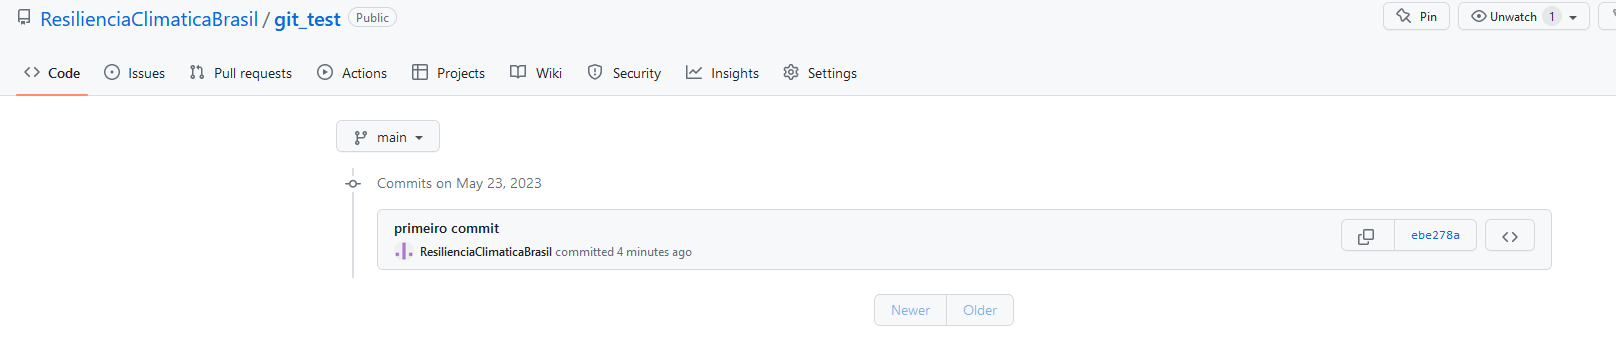 ResilienciaClimaticaBrasil / git_test Public Pin Unwatch 1
Code Issues Pull requests Actions Projects Wiki Security Insights Settings
main
Commits on May 23, 2023
primeiro commit
ResilienciaClimaticaBrasil committed 4 minutes ago
ebe278a
Newer Older